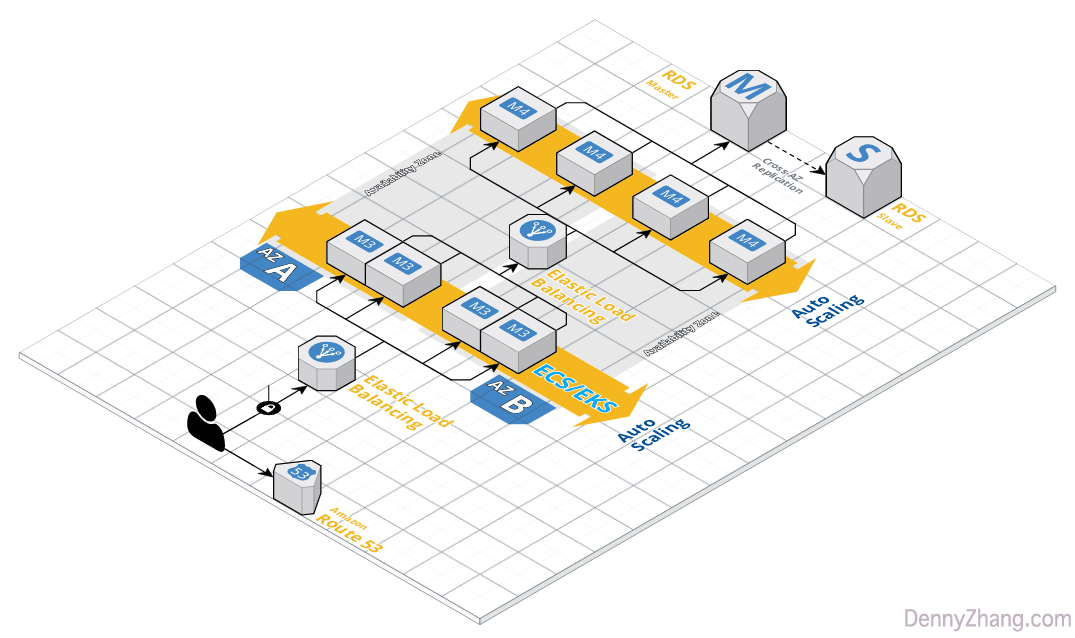 RDS
Master
M
S
Cross-AZ
Replication
RDS
Slave
M4
M4
M4
M4
Availability Zone
M3
M3
M3
M3
AZ A
Elastic Load
Balancing
Auto
Scaling
Availability Zone
Elastic Load
Balancing
AZ B
ECS/EKS
Auto
Scaling
53
Amazon
Route 53
DennyZhang.com